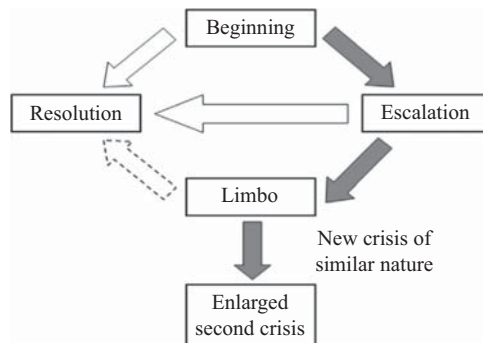 Beginning
Resolution
Escalation
Limbo
New crisis of
similar nature
Enlarged
second crisis